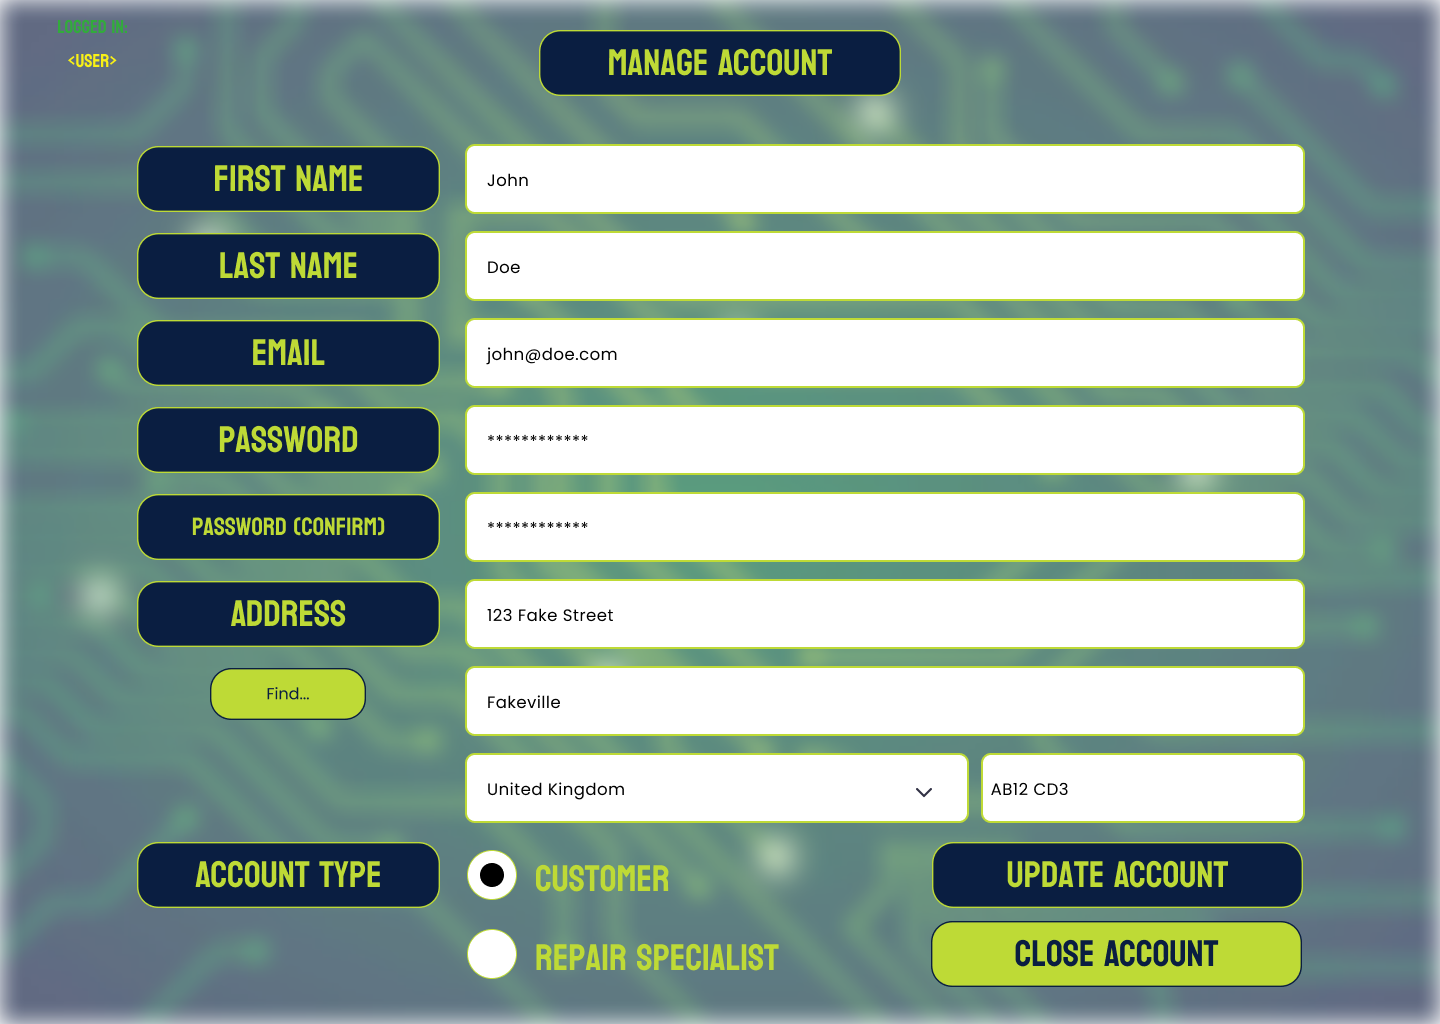 LOGGED IN:
<USER>
MANAGE ACCOUNT
FIRST NAME
John
LAST NAME
Doe
EMAIL
john@doe.com
PASSWORD
************
PASSWORD (CONFIRM)
************
ADDRESS
123 Fake Street
Find...
Fakeville
United Kingdom
AB12 CD3
ACCOUNT TYPE
CUSTOMER
UPDATE ACCOUNT
REPAIR SPECIALIST
CLOSE ACCOUNT